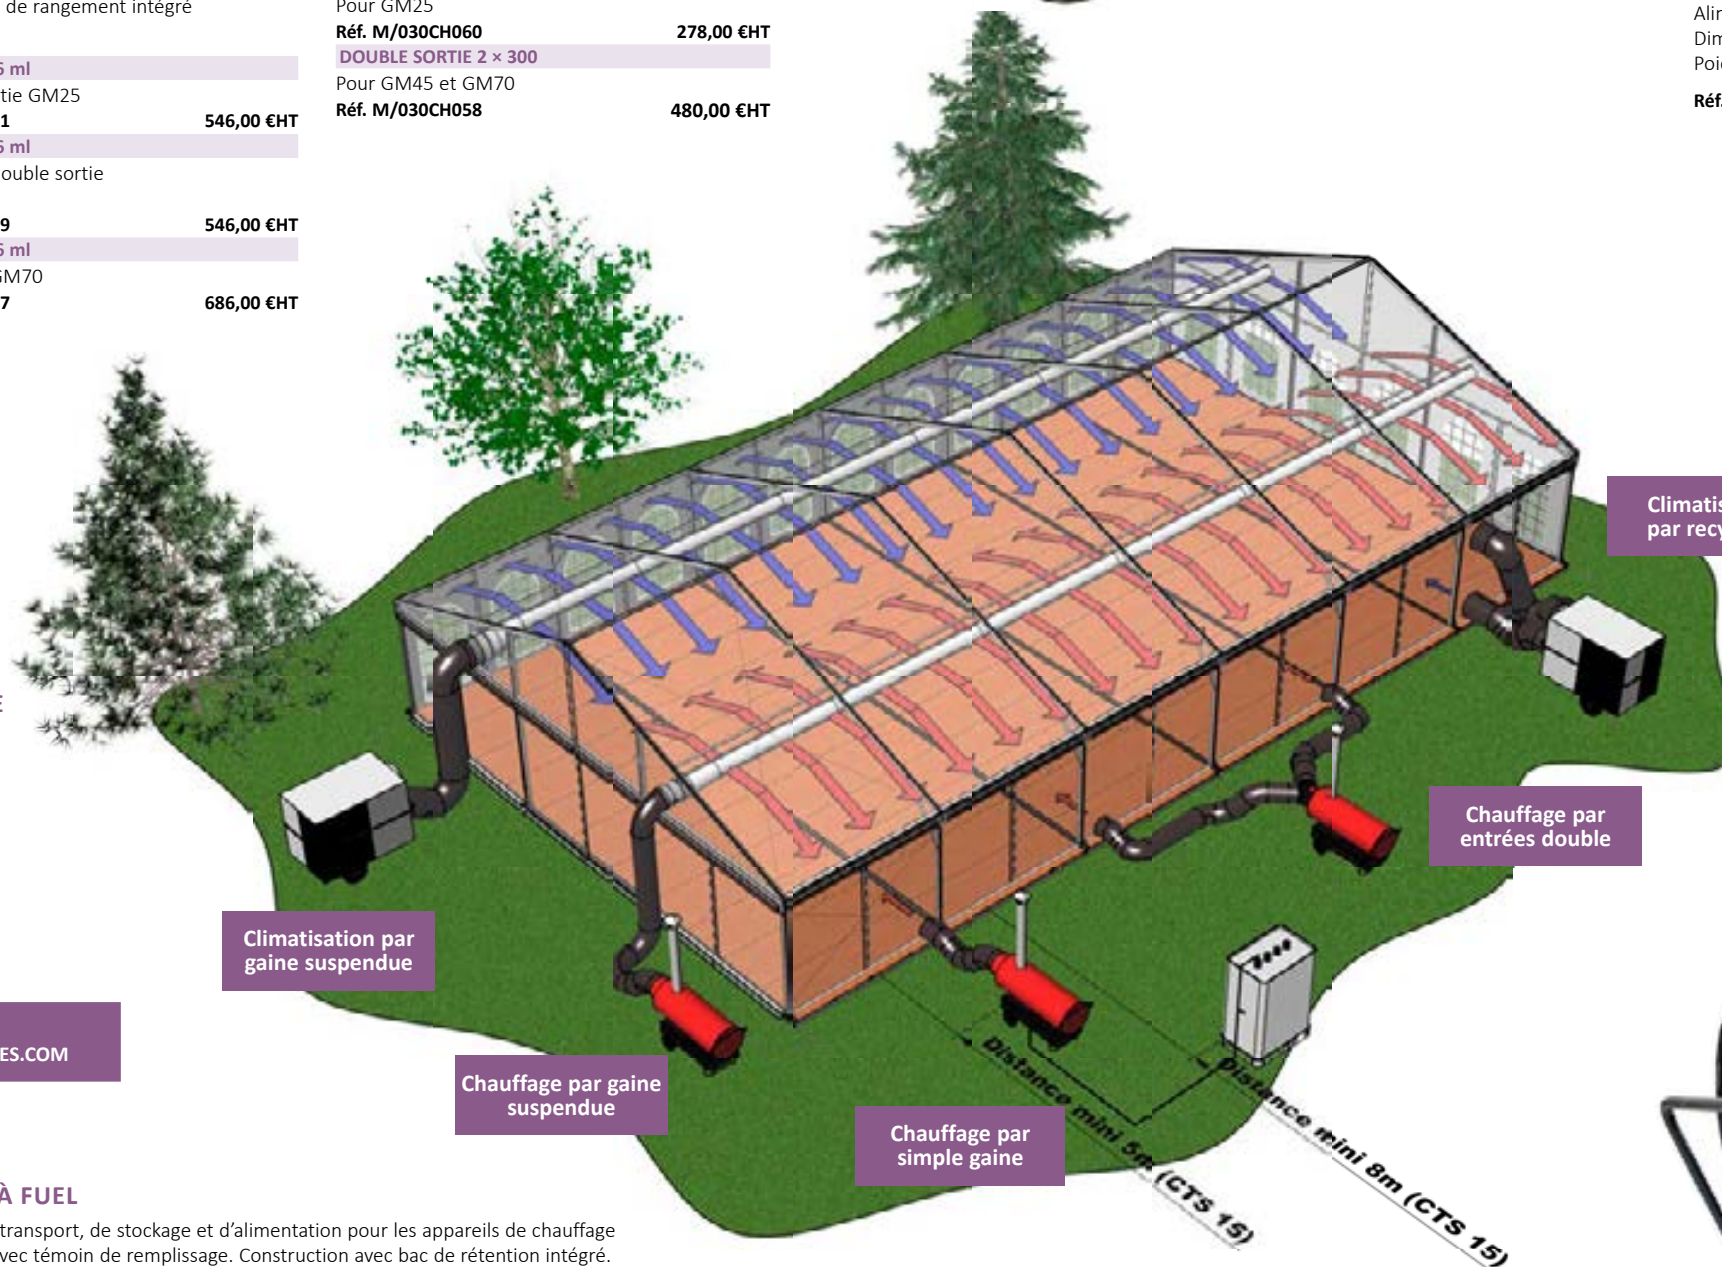 de rangement intégré
ml
tie GM25
1 546,00 €HT
ml
ouble sortie
9 546,00 €HT
ml
GM70
7 686,00 €HT
Pour GM25
Réf. M/030CH060 278,00 €HT
DOUBLE SORTIE 2 × 300
Pour GM45 et GM70
Réf. M/030CH058 480,00 €HT
Réf.
Climatis
par recy
Chauffage par
entrées double
Climatisation par
gaine suspendue
Chauffage par gaine
suspendue
Chauffage par
simple gaine
Distance mini 5m (CTS 15)
Distance mini 8m (CTS 15)
ES.COM
À FUEL
transport, de stockage et d'alimentation pour les appareils de chauffage
vec témoin de remplissage. Construction avec bac de rétention intégré.